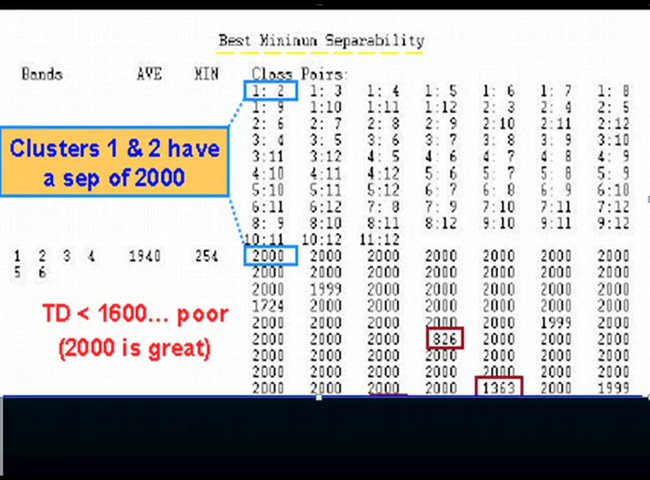 Best Minimum Separability
Bands AVE MIN Class Pairs:
1: 2 1: 3 1: 4 1: 5 1: 6 1: 7 1: 8
1: 9 1:10 1:11 1:12 2: 3 2: 4 2: 5
2: 6 2: 7 2: 8 2: 9 2:10 2:11 2:12
3: 4 3: 5 3: 6 3: 7 3: 8 3: 9 3:10
3:11 3:12 4: 5 4: 6 4: 7 4: 8 4: 9
4:10 4:11 4:12 5: 6 5: 7 5: 8 5: 9
5:10 5:11 5:12 6: 7 6: 8 6: 9 6:10
6:11 6:12 7: 8 7: 9 7:10 7:11 7:12
8: 9 8:10 8:11 8:12 9:10 9:11 9:12
10:11 10:12 11:12
Clusters 1 & 2 have
a sep of 2000
1 2 3 4 1940 254 2000 2000 2000 2000 2000 2000 2000
5 6 2000 2000 2000 2000 2000 2000 2000
2000 1999 2000 2000 2000 2000 2000
1724 2000 2000 2000 2000 2000 2000
2000 2000 2000 2000 2000 1999 2000
2000 2000 2000 826 2000 2000 2000
2000 2000 2000 2000 2000 2000 2000
2000 2000 2000 2000 2000 2000 2000
2000 2000 2000 2000 1363 2000 1999
TD < 1600... poor
(2000 is great)